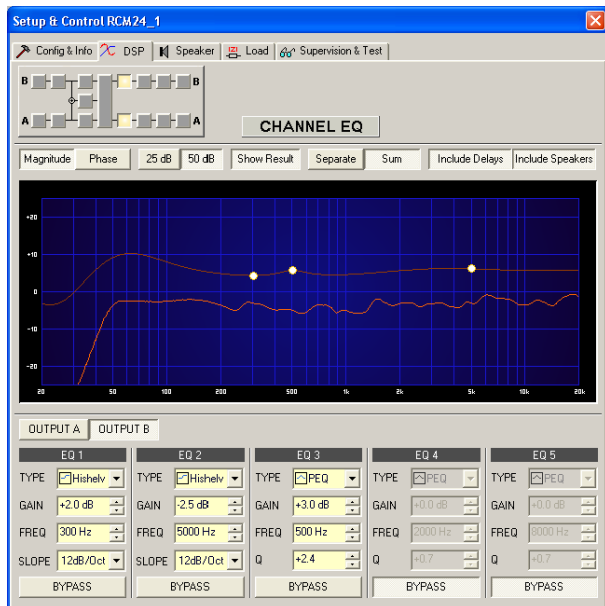 Setup & Control RCM24_1
Config & Info DSP Speaker Load Supervision & Test
B B
A A
CHANNEL EQ
Magnitude Phase 25 dB 50 dB Show Result Separate Sum Include Delays Include Speakers
+20
+10
0
-10
-20
20 50 100 200 500 1k 2k 5k 10k 20k
OUTPUT A OUTPUT B
EQ 1 EQ 2 EQ 3 EQ 4 EQ 5
TYPE Hishelv TYPE Hishelv TYPE PEQ TYPE PEQ TYPE PEQ
GAIN +2.0 dB GAIN -2.5 dB GAIN +3.0 dB GAIN +0.0 dB GAIN +0.0 dB
FREQ 300 Hz FREQ 5000 Hz FREQ 500 Hz FREQ 2000 Hz FREQ 8000 Hz
SLOPE 12dB/Oct SLOPE 12dB/Oct Q +2.4 Q +0.7 Q +0.7
BYPASS BYPASS BYPASS BYPASS BYPASS